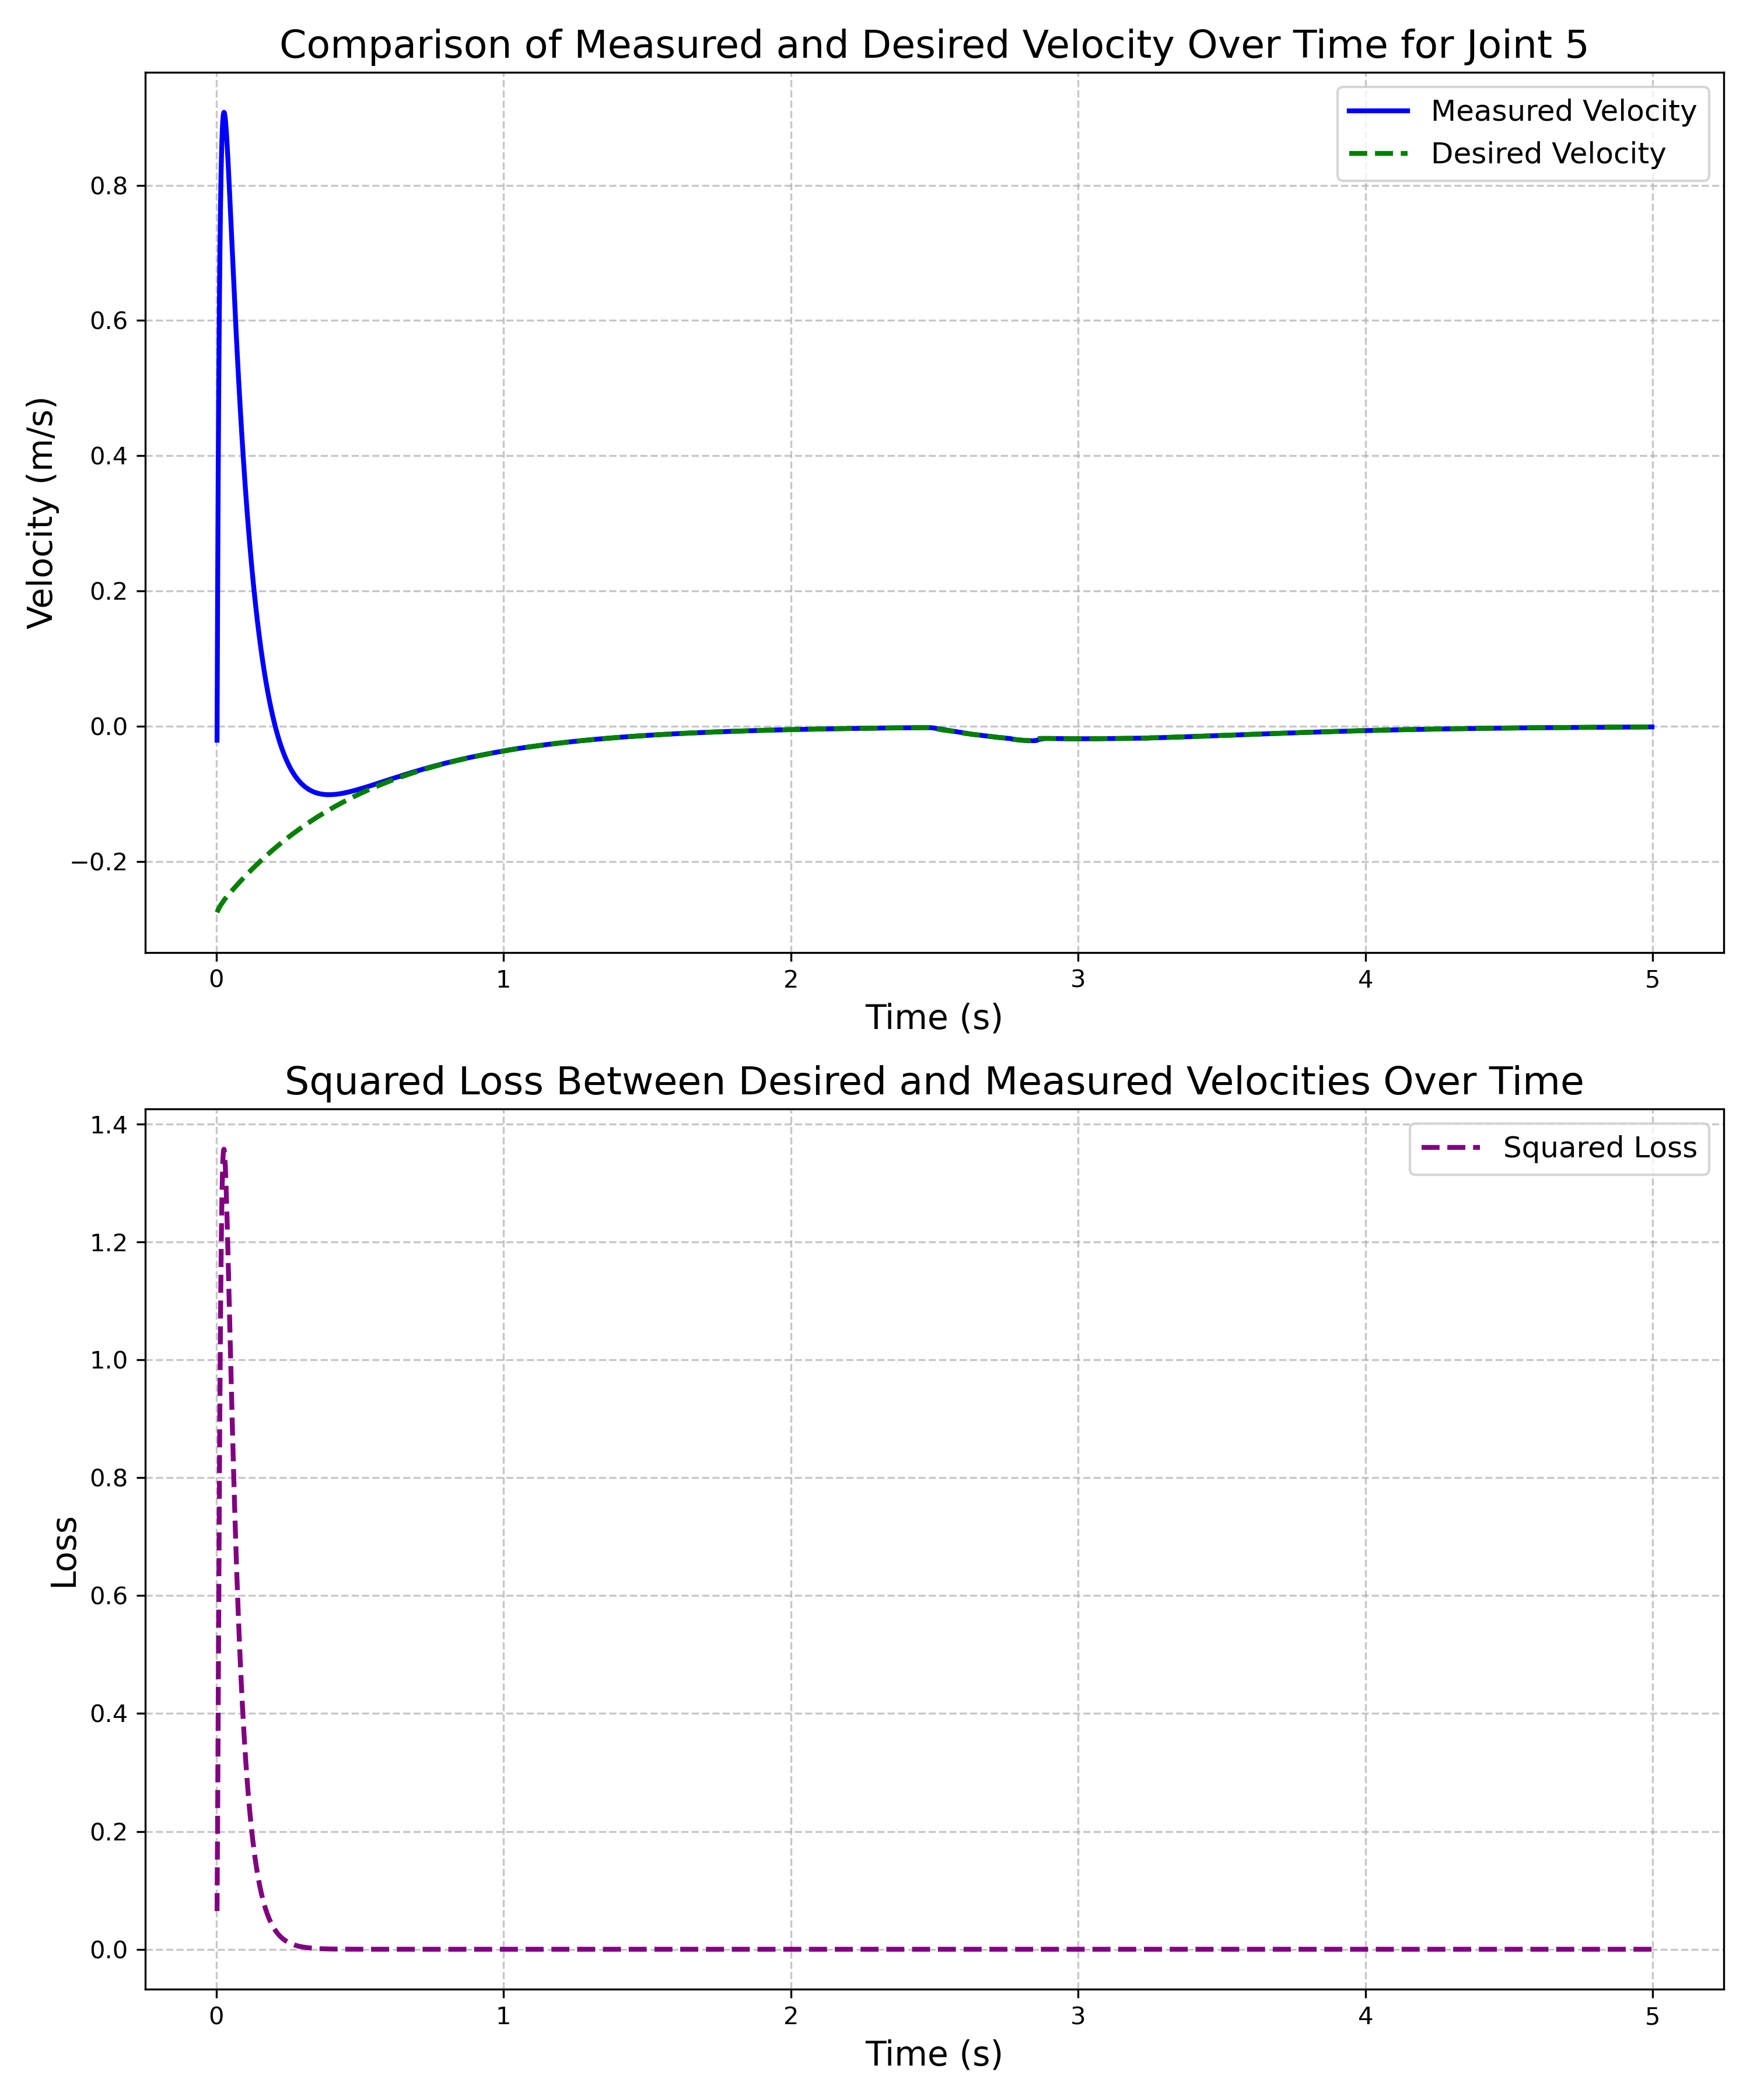 Comparison of Measured and Desired Velocity Over Time for Joint 5
Measured Velocity
Desired Velocity
Velocity (m/s)
0.8
0.6
0.4
0.2
0.0
−0.2
0 1 2 3 4 5
Time (s)
Squared Loss Between Desired and Measured Velocities Over Time
Squared Loss
Loss
1.4
1.2
1.0
0.8
0.6
0.4
0.2
0.0
0 1 2 3 4 5
Time (s)